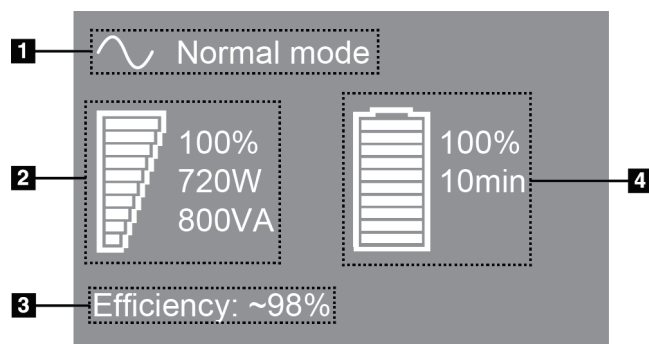 1 Normal mode
2 100% 100% 4
720W 10min
800VA
3 Efficiency: ~98%